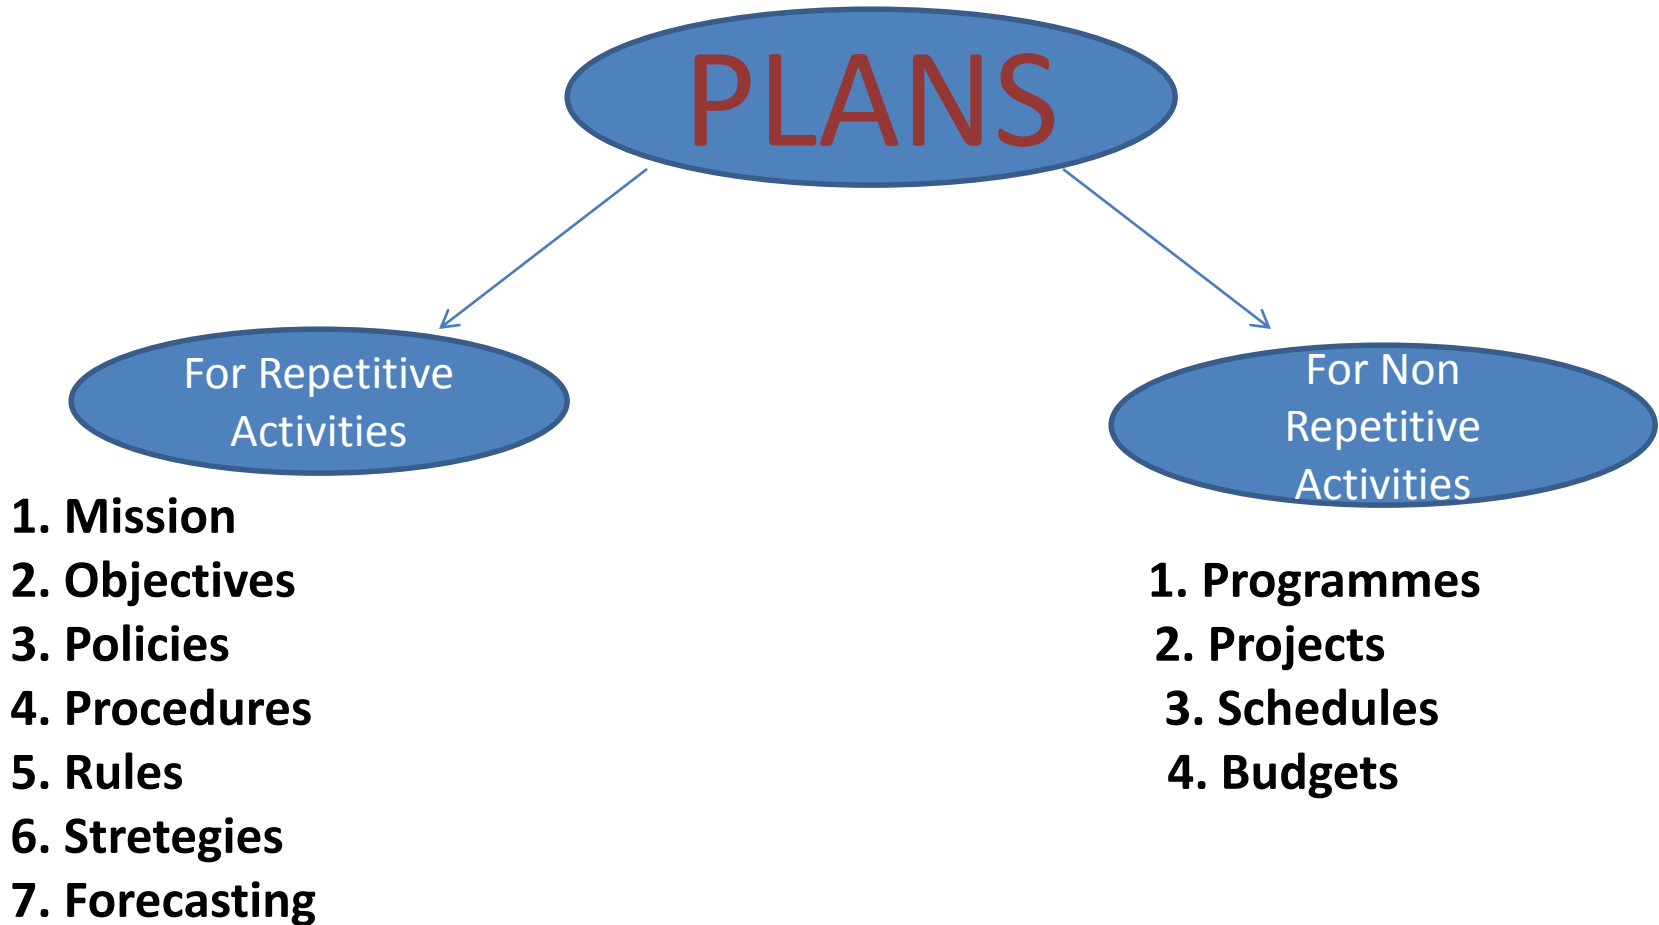 PLANS
For Repetitive
Activities
1. Mission
2. Objectives
3. Policies
4. Procedures
5. Rules
6. Stretegies
7. Forecasting
For Non
Repetitive
Activities
1. Programmes
2. Projects
3. Schedules
4. Budgets